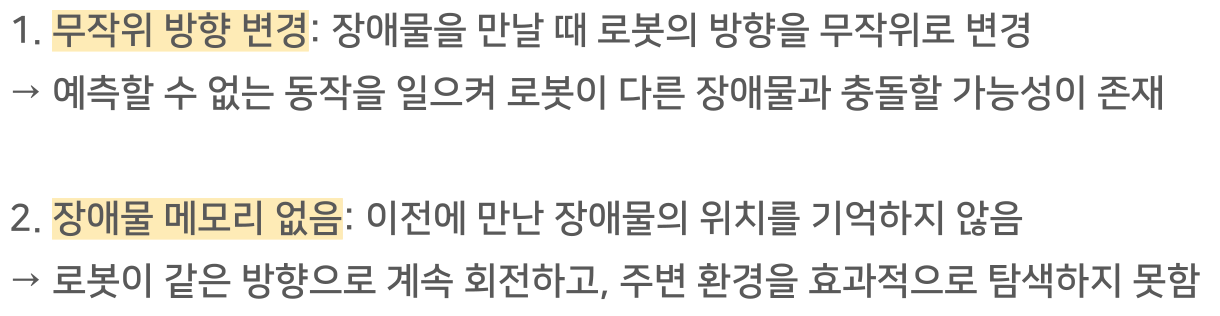 1. 무작위 방향 변경: 장애물을 만날 때 로봇의 방향을 무작위로 변경
→ 예측할 수 없는 동작을 일으켜 로봇이 다른 장애물과 충돌할 가능성이 존재
2. 장애물 메모리 없음: 이전에 만난 장애물의 위치를 기억하지 않음
→ 로봇이 같은 방향으로 계속 회전하고, 주변 환경을 효과적으로 탐색하지 못함